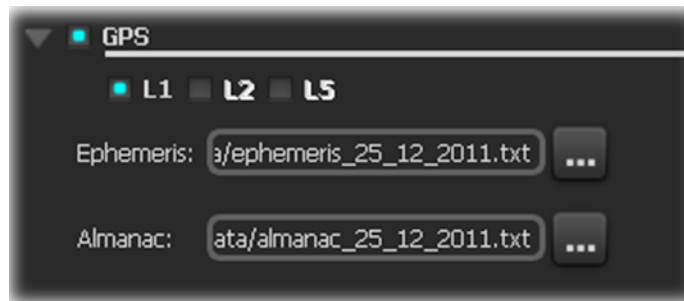 GPS
L1 L2 L5
Ephemeris: a/ephemeris_25_12_2011.txt ...
Almanac: ata/almanac_25_12_2011.txt ...